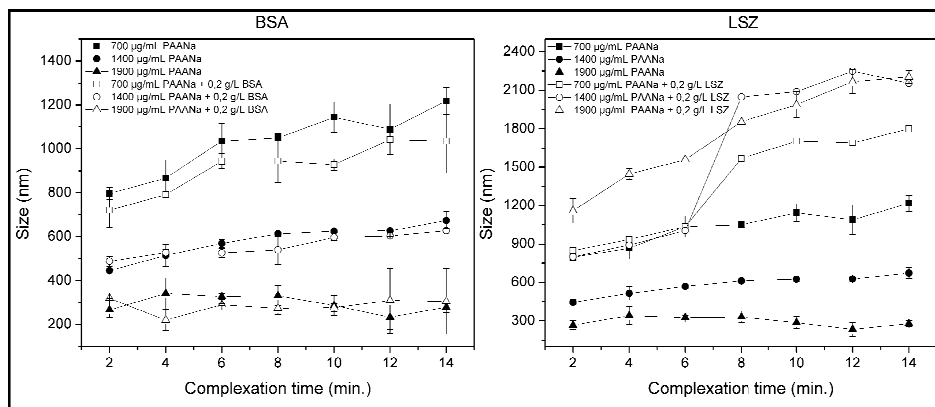 BSA
700 µg/mL PAANa
1400 µg/mL PAANa
1900 µg/mL PAANa
700 µg/mL PAANa + 0,2 g/L BSA
1400 µg/mL PAANa + 0,2 g/L BSA
1900 µg/mL PAANa + 0,2 g/L BSA
Size (nm)
1400
1200
1000
800
600
400
200
2 4 6 8 10 12 14
Complexation time (min.)
LSZ
700 µg/mL PAANa
1400 µg/mL PAANa
1900 µg/mL PAANa
700 µg/mL PAANa + 0,2 g/L LSZ
1400 µg/mL PAANa + 0,2 g/L LSZ
1900 µg/mL PAANa + 0,2 g/L LSZ
Size (nm)
2400
2100
1800
1500
1200
900
600
300
2 4 6 8 10 12 14
Complexation time (min.)